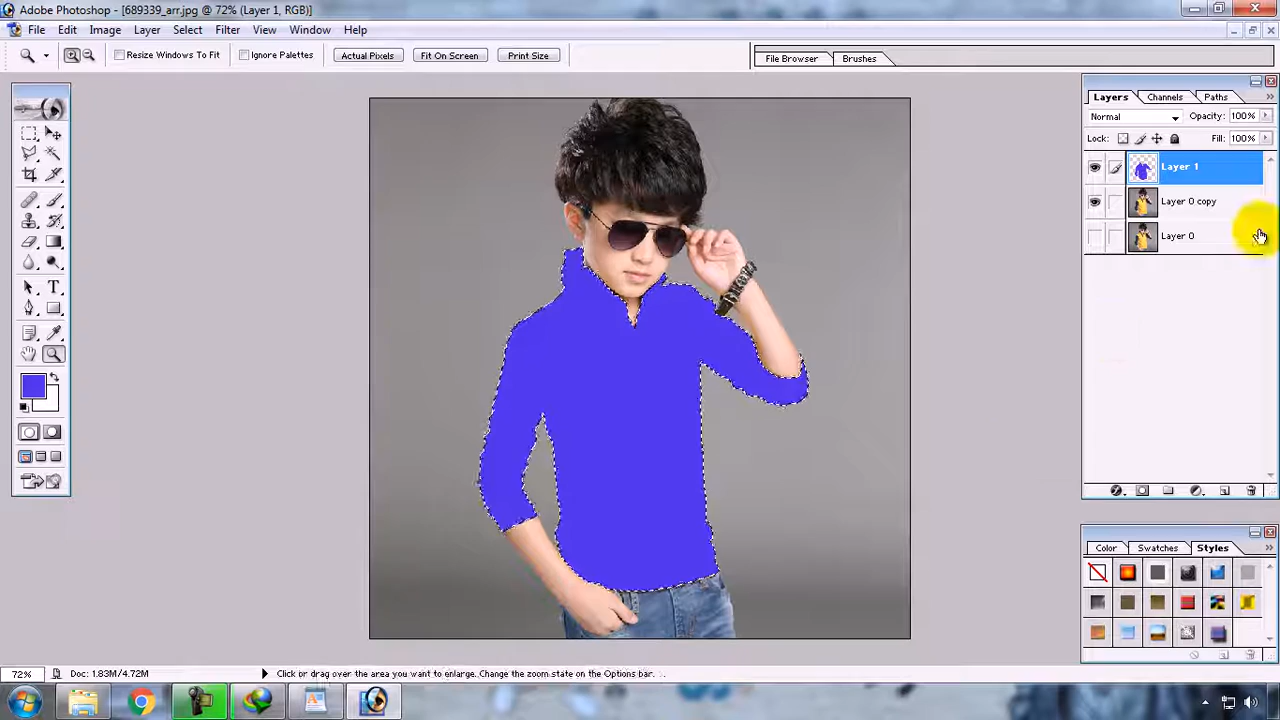 Adobe Photoshop - [689339_arr.jpg @ 72% (Layer 1, RGB)]
File Edit Image Layer Select Filter View Window Help
Resize Windows To Fit Ignore Palettes Actual Pixels Fit On Screen Print Size File Browser Brushes
Layers Channels Paths
Normal Opacity: 100%
Lock: Fill: 100%
Layer 1
Layer 0 copy
Layer 0
Color Swatches Styles
72% Doc: 1.83M/4.72M Click or drag over the area you want to enlarge. Change the zoom state on the Options bar.